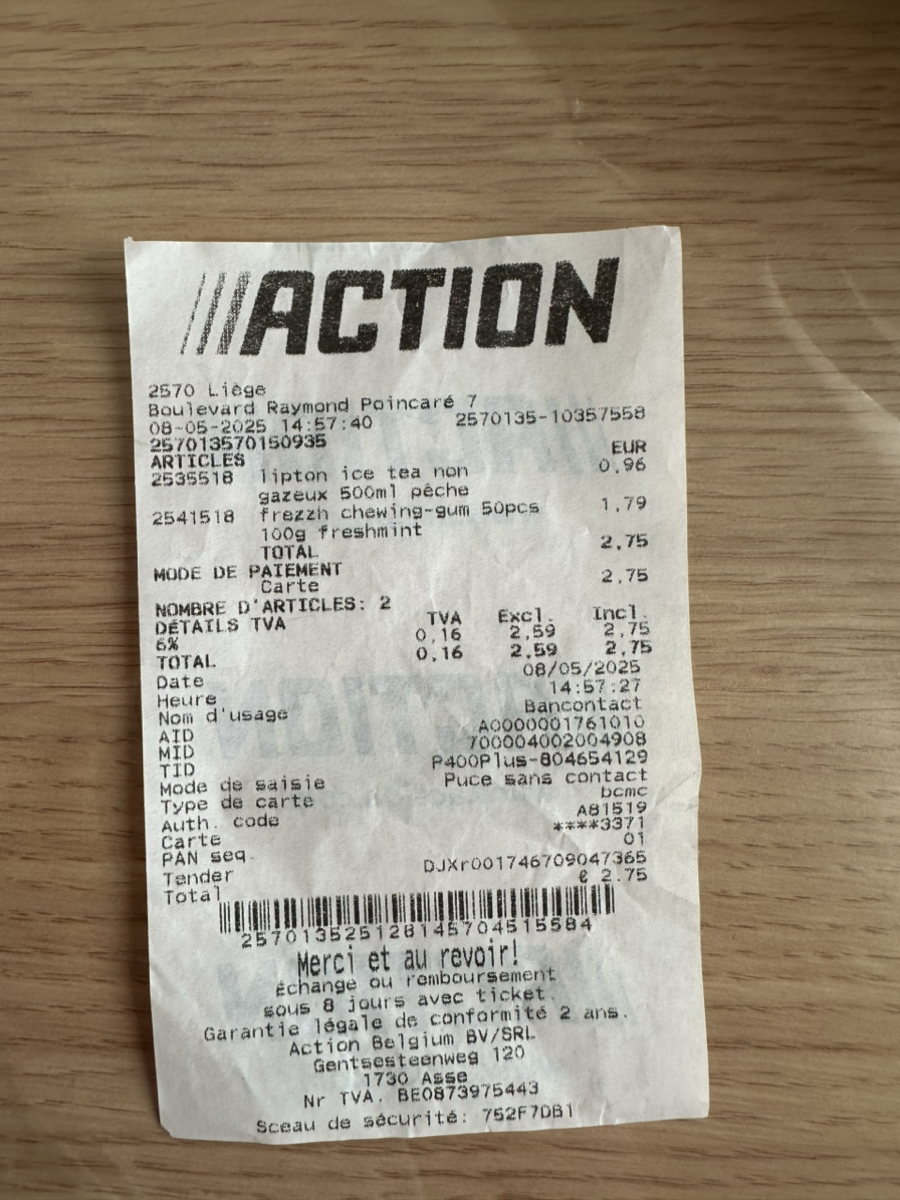 ACTION
2570 Liège
Boulevard Raymond Poincaré 7
08-05-2025 14:57:40 2570135-10357558
257013570150935
ARTICLES EUR
2535518 lipton ice tea non 0,96
gazeux 500ml pêche
2541518 frezzh chewing-gum 50pcs 1,79
100g freshmint
TOTAL 2,75
MODE DE PAIEMENT
Carte 2,75
NOMBRE D'ARTICLES: 2
DÉTAILS TVA TVA Excl. Incl.
6% 0,16 2,59 2,75
TOTAL 0,16 2,59 2,75
Date 08/05/2025
Heure 14:57:27
Nom d'usage Bancontact
AID A0000001761010
MID 700004002004908
TID P400Plus-804654129
Mode de saisie Puce sans contact
Type de carte bcmc
Auth. code A81519
Carte ****3371
PAN seq. 01
Tender DJXr001746709047365
Total € 2.75
257013525128145704515584
Merci et au revoir!
échange ou remboursement
sous 8 jours avec ticket.
Garantie légale de conformité 2 ans.
Action Belgium BV/SRL
Gentsesteenweg 120
1730 Asse
Nr TVA. BE0873975443
Sceau de sécurité: 752F7DB1